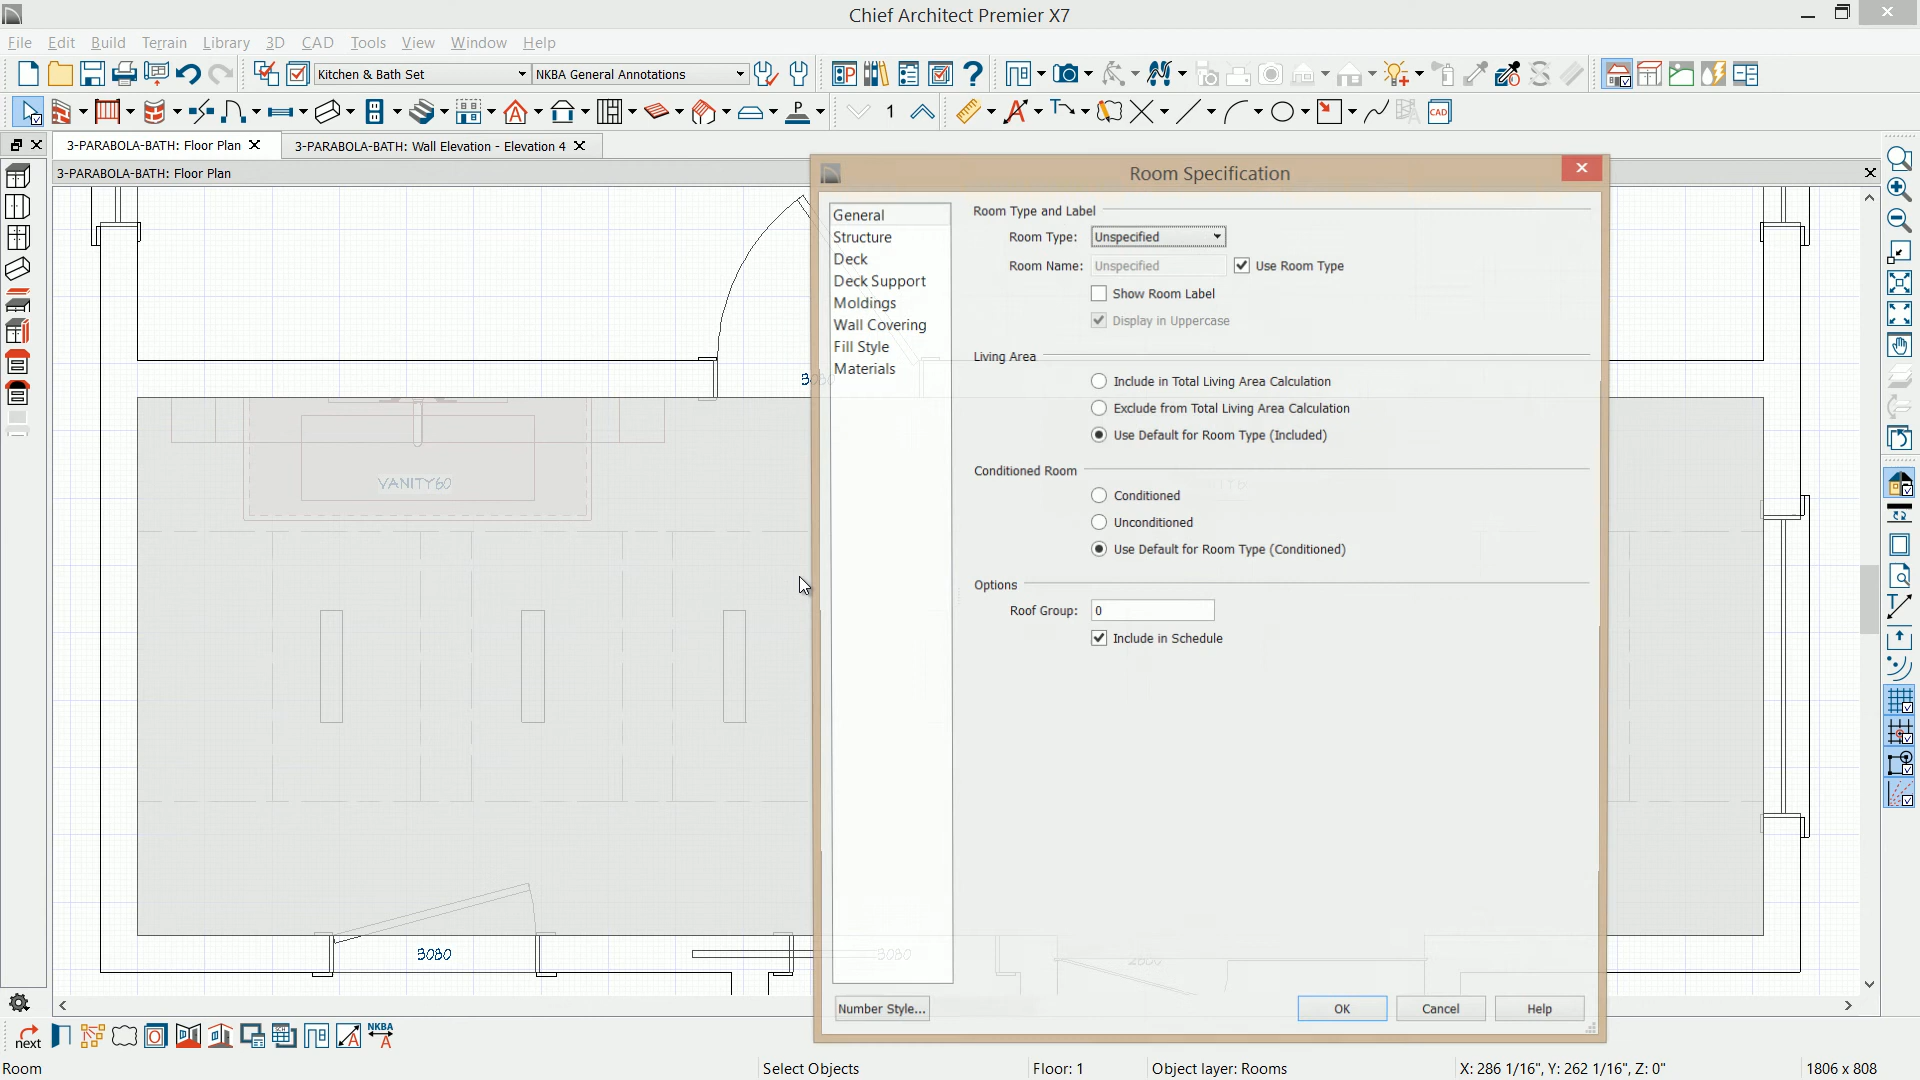 Chief Architect Premier X7
File Edit Build Terrain Library 3D CAD Tools View Window Help
Kitchen & Bath Set NKBA General Annotations
1 CAD
3-PARABOLA-BATH: Floor Plan 3-PARABOLA-BATH: Wall Elevation - Elevation 4
3-PARABOLA-BATH: Floor Plan
Room Specification
General
Structure
Deck
Deck Support
Moldings
Wall Covering
Fill Style
Materials
Room Type and Label
Room Type: Unspecified
Room Name: Unspecified Use Room Type
Show Room Label
Display in Uppercase
Living Area
Include in Total Living Area Calculation
Exclude from Total Living Area Calculation
Use Default for Room Type (Included)
Conditioned Room
Conditioned
Unconditioned
Use Default for Room Type (Conditioned)
Options
Roof Group: 0
Include in Schedule
Number Style... OK Cancel Help
3080
VANITY60
3080
3080
2600
next NKBA
Room Select Objects Floor: 1 Object layer: Rooms X: 286 1/16", Y: 262 1/16", Z: 0" 1806 x 808